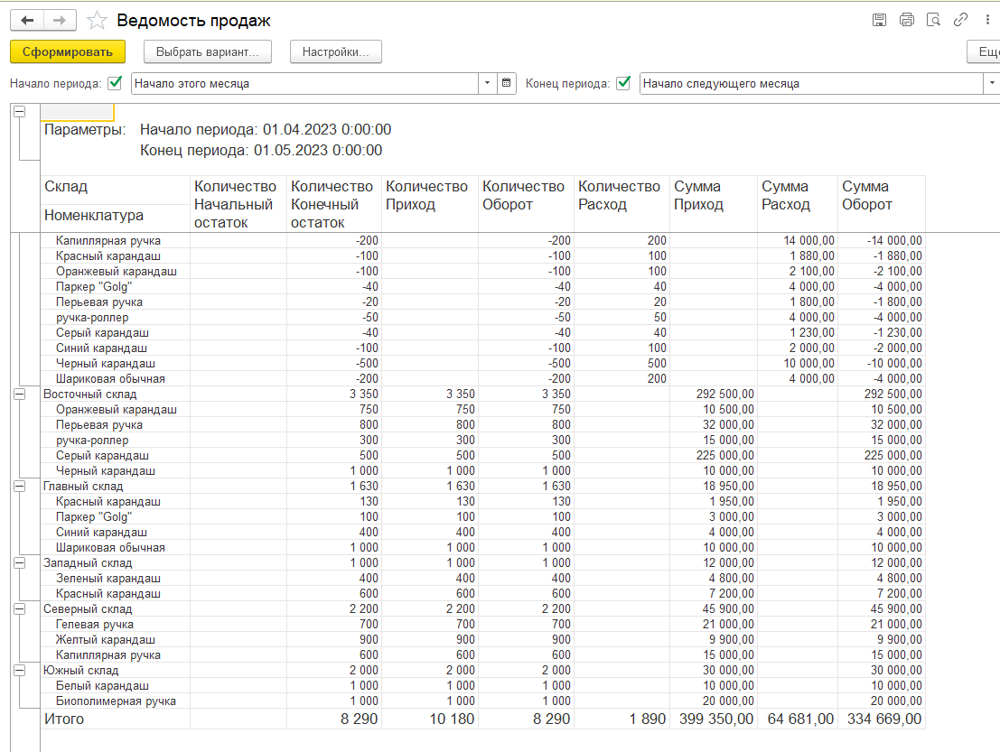 Ведомость продаж
Сформировать Выбрать вариант... Настройки... Ещё
Начало периода: Начало этого месяца Конец периода: Начало следующего месяца
Параметры: Начало периода: 01.04.2023 0:00:00
Конец периода: 01.05.2023 0:00:00
Склад Количество Количество Количество Количество Количество Сумма Сумма Сумма
Начальный Конечный Приход Оборот Расход Приход Расход Оборот
Номенклатура остаток остаток
Капиллярная ручка -200 -200 200 14 000,00 -14 000,00
Красный карандаш -100 -100 100 1 880,00 -1 880,00
Оранжевый карандаш -100 -100 100 2 100,00 -2 100,00
Паркер "Golg" -40 -40 40 4 000,00 -4 000,00
Перьевая ручка -20 -20 20 1 800,00 -1 800,00
ручка-роллер -50 -50 50 4 000,00 -4 000,00
Серый карандаш -40 -40 40 1 230,00 -1 230,00
Синий карандаш -100 -100 100 2 000,00 -2 000,00
Черный карандаш -500 -500 500 10 000,00 -10 000,00
Шариковая обычная -200 -200 200 4 000,00 -4 000,00
Восточный склад 3 350 3 350 3 350 292 500,00 292 500,00
Оранжевый карандаш 750 750 750 10 500,00 10 500,00
Перьевая ручка 800 800 800 32 000,00 32 000,00
ручка-роллер 300 300 300 15 000,00 15 000,00
Серый карандаш 500 500 500 225 000,00 225 000,00
Черный карандаш 1 000 1 000 1 000 10 000,00 10 000,00
Главный склад 1 630 1 630 1 630 18 950,00 18 950,00
Красный карандаш 130 130 130 1 950,00 1 950,00
Паркер "Golg" 100 100 100 3 000,00 3 000,00
Синий карандаш 400 400 400 4 000,00 4 000,00
Шариковая обычная 1 000 1 000 1 000 10 000,00 10 000,00
Западный склад 1 000 1 000 1 000 12 000,00 12 000,00
Зеленый карандаш 400 400 400 4 800,00 4 800,00
Красный карандаш 600 600 600 7 200,00 7 200,00
Северный склад 2 200 2 200 2 200 45 900,00 45 900,00
Гелевая ручка 700 700 700 21 000,00 21 000,00
Желтый карандаш 900 900 900 9 900,00 9 900,00
Капиллярная ручка 600 600 600 15 000,00 15 000,00
Южный склад 2 000 2 000 2 000 30 000,00 30 000,00
Белый карандаш 1 000 1 000 1 000 10 000,00 10 000,00
Биополимерная ручка 1 000 1 000 1 000 20 000,00 20 000,00
Итого 8 290 10 180 8 290 1 890 399 350,00 64 681,00 334 669,00